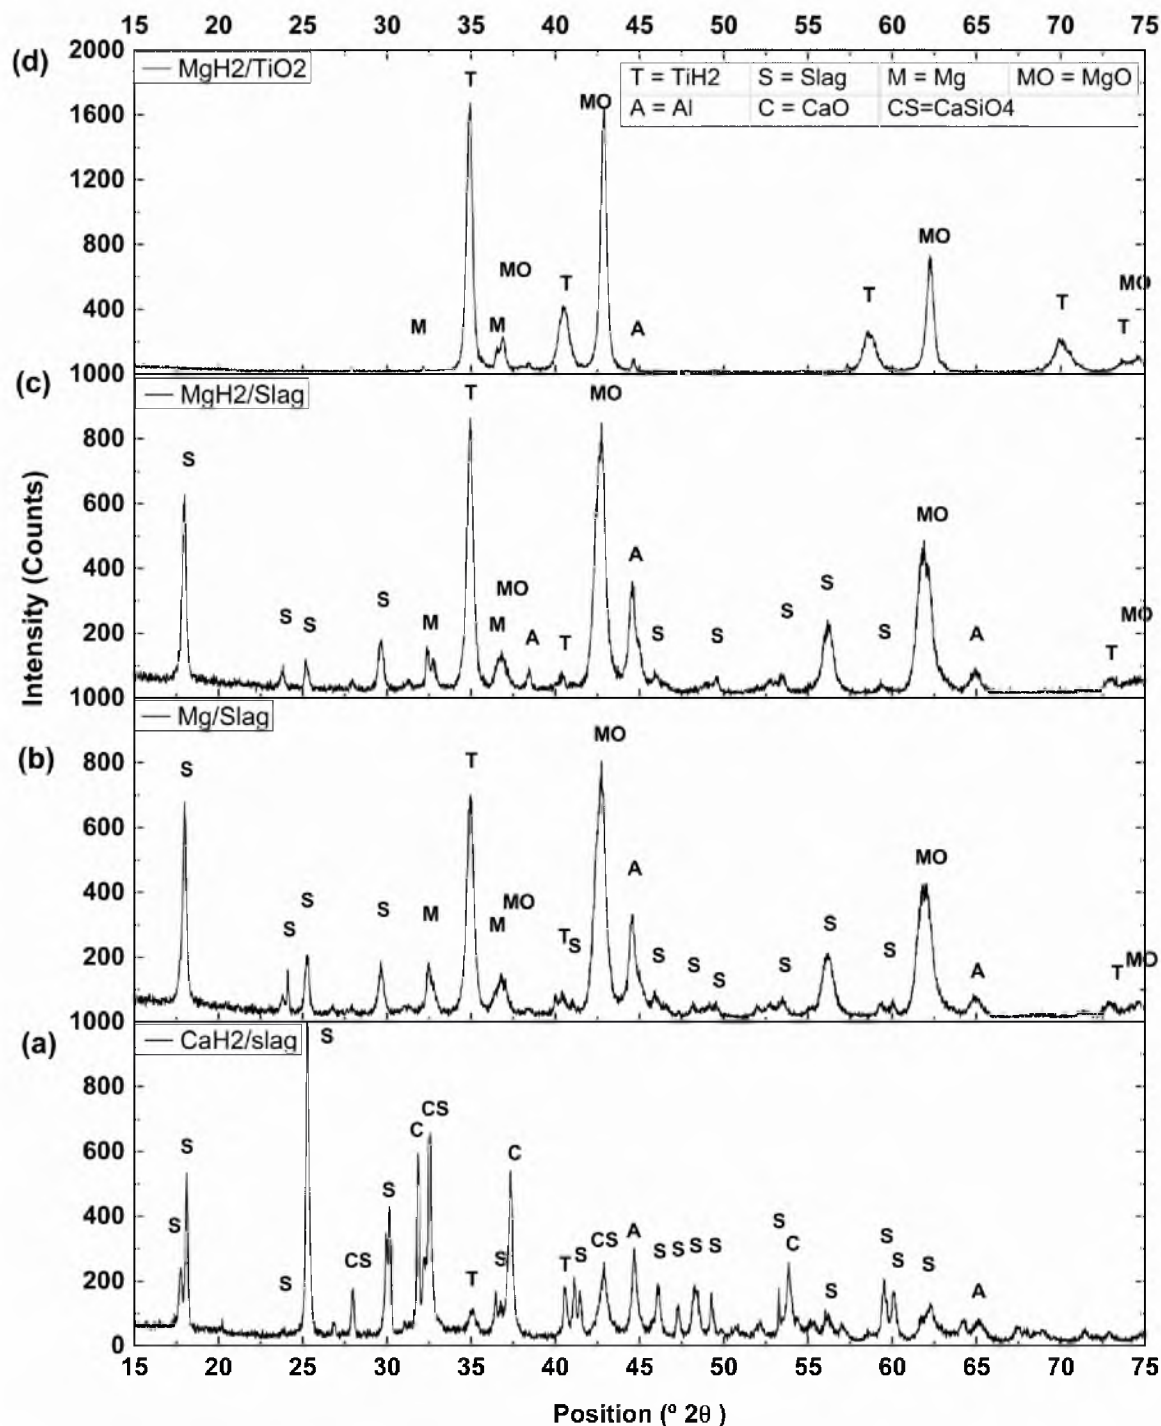 15 20 25 30 35 40 45 50 55 60 65 70 75
(d)
2000
MgH2/TiO2
T = TiH2 S = Slag M = Mg MO = MgO
A = Al C = CaO CS=CaSiO4
1600
1200
800
400
T
MO
MO
MO
T
T
T
MO
M
M
A
T
1000
(c)
MgH2/Slag
800
600
400
200
T
MO
S
MO
A
S
S
S
S
M
M
MO
A
T
S
S
S
S
A
T
MO
1000
(b)
Mg/Slag
800
600
400
200
S
T
MO
A
MO
S
S
S
M
M
MO
T
S
S
S
S
S
S
S
A
T
MO
1000
(a)
CaH2/slag
800
600
400
200
0
S
S
S
S
CS
S
C
CS
T
S
C
T
S
CS
A
S
S
S
S
S
C
S
S
S
S
A
15 20 25 30 35 40 45 50 55 60 65 70 75
Position (º 2θ )
Intensity (Counts)